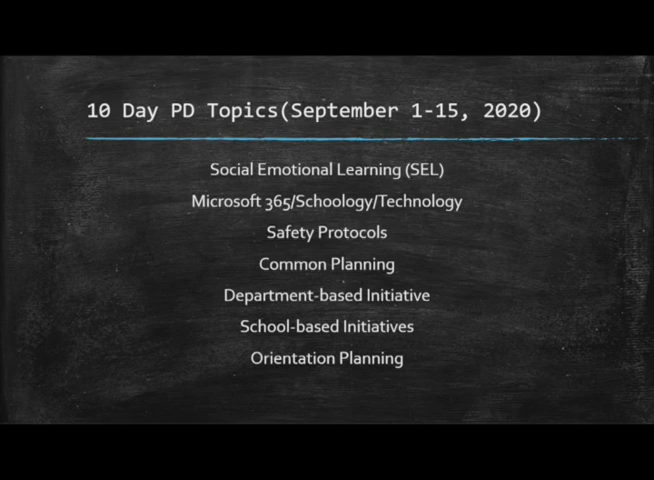 10 Day PD Topics(September 1-15, 2020)
Social Emotional Learning (SEL)
Microsoft 365/Schoology/Technology
Safety Protocols
Common Planning
Department-based Initiative
School-based Initiatives
Orientation Planning